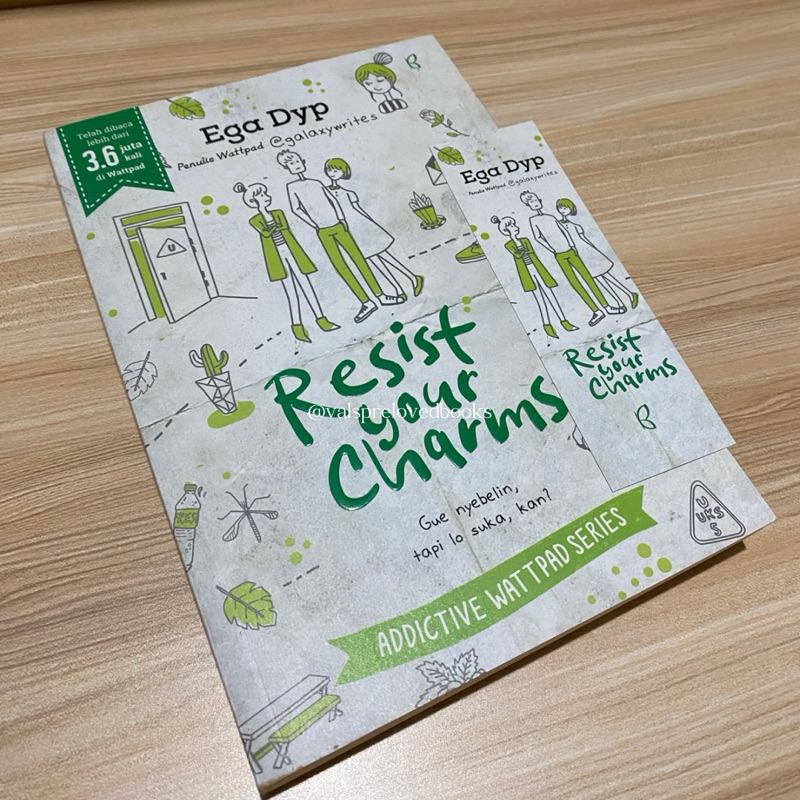 Telah dibaca
lebih dari
3.6 juta
kali
di Wattpad
Ega Dyp
Penulis Wattpad @galaxywrites
U
Resist
your
Charms
@valsprelovedbooks
Gue nyebelin,
tapi lo suka, kan?
ADDICTIVE WATTPAD SERIES
U
UKS
5
B
Ega Dyp
Penulis Wattpad @galaxywrites
Resist
your
Charms
B